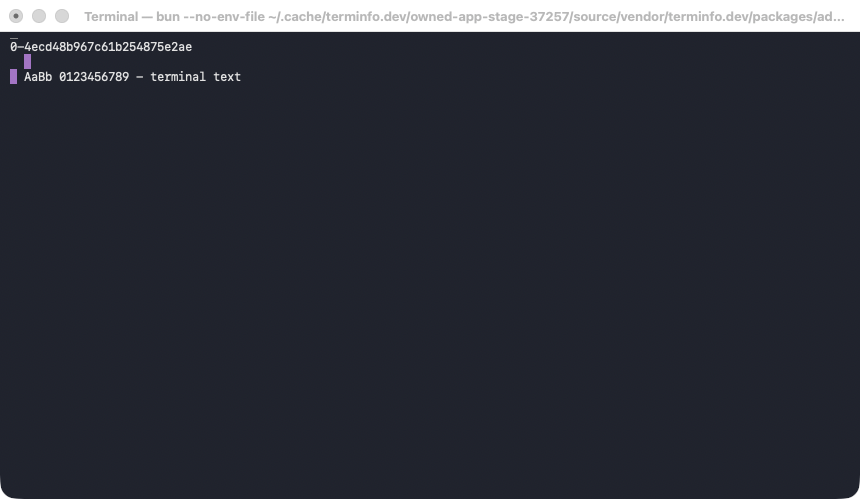 Terminal — bun --no-env-file ~/.cache/terminfo.dev/owned-app-stage-37257/source/vendor/terminfo.dev/packages/ad...
0-4ecd48b967c61b254875e2ae
AaBb 0123456789 — terminal text